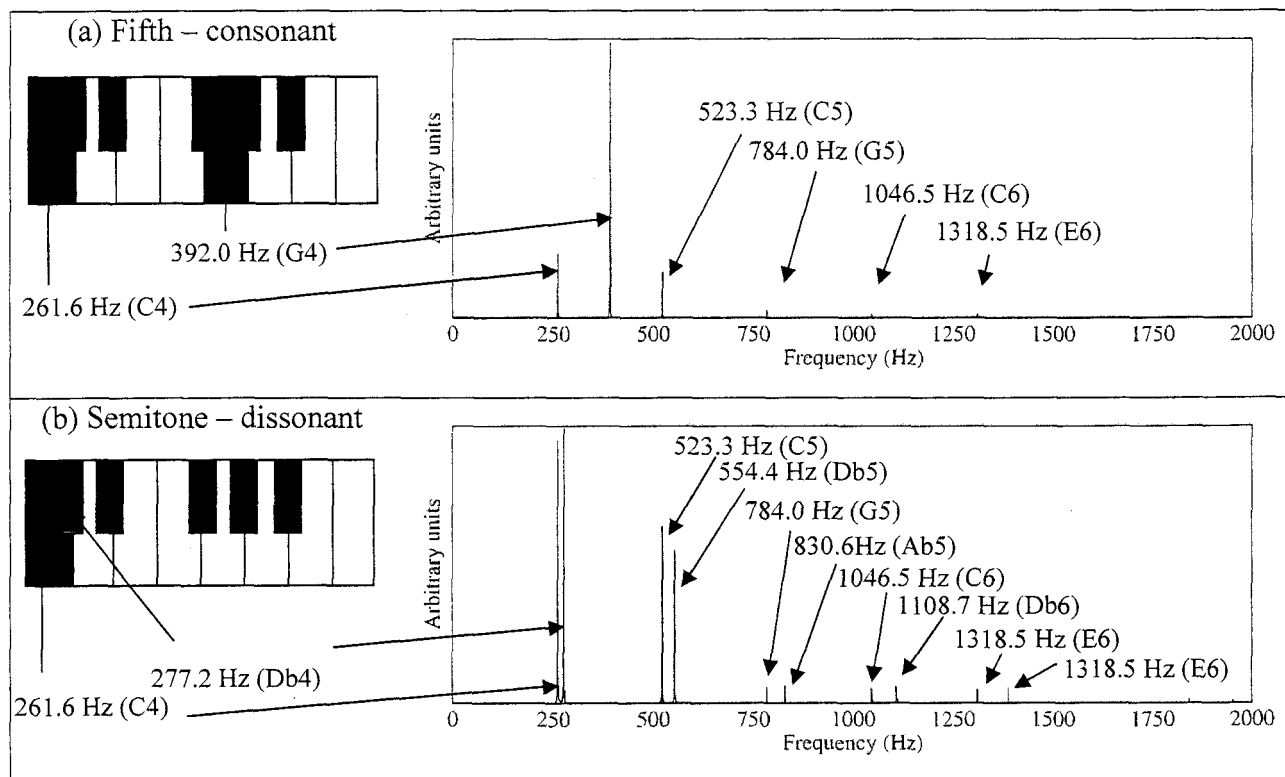 (a) Fifth – consonant
Arbitrary units
523.3 Hz (C5)
784.0 Hz (G5)
1046.5 Hz (C6)
1318.5 Hz (E6)
392.0 Hz (G4)
261.6 Hz (C4)
0 250 500 750 1000 1250 1500 1750 2000
Frequency (Hz)
(b) Semitone – dissonant
Arbitrary units
523.3 Hz (C5)
554.4 Hz (Db5)
784.0 Hz (G5)
830.6Hz (Ab5)
1046.5 Hz (C6)
1108.7 Hz (Db6)
1318.5 Hz (E6)
1318.5 Hz (E6)
277.2 Hz (Db4)
261.6 Hz (C4)
0 250 500 750 1000 1250 1500 1750 2000
Frequency (Hz)